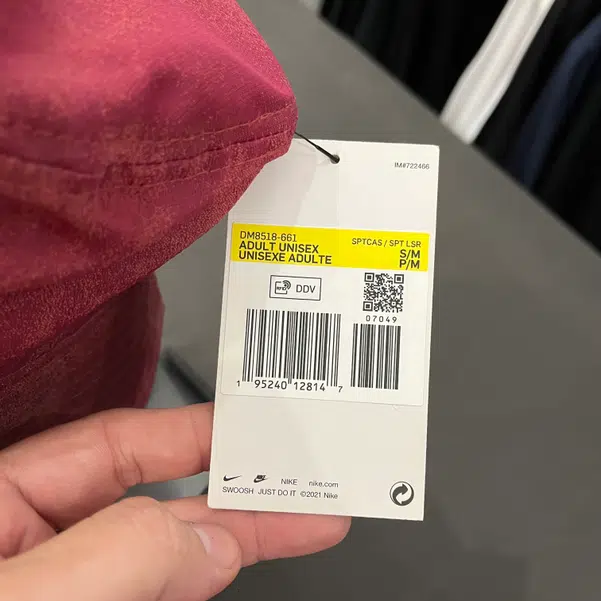 IM#722466
DM8518-661
ADULT UNISEX
UNISEXE ADULTE
SPTCAS / SPT LSR
S/M
P/M
RFID DDV
07049
1 95240 12814 7
NIKE nike.com
SWOOSH JUST DO IT ©2021 Nike